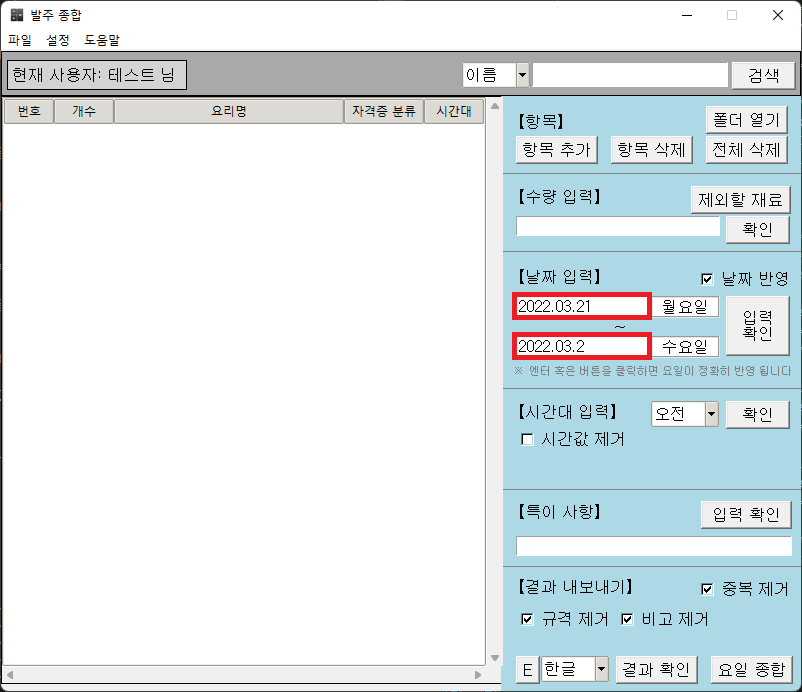 발주 종합
파일 설정 도움말
현재 사용자: 테스트 닝
이름
검색
번호 개수 요리명 자격증 분류 시간대
【항목】
폴더 열기
항목 추가 항목 삭제 전체 삭제
【수량 입력】
제외할 재료
확인
【날짜 입력】
날짜 반영
2022.03.21 월요일
~
2022.03.2 수요일
입력
확인
※ 엔터 혹은 버튼을 클릭하면 요일이 정확히 반영 됩니다
【시간대 입력】
오전
확인
시간값 제거
【특이 사항】
입력 확인
【결과 내보내기】
중복 제거
규격 제거 비고 제거
E 한글 결과 확인 요일 종합